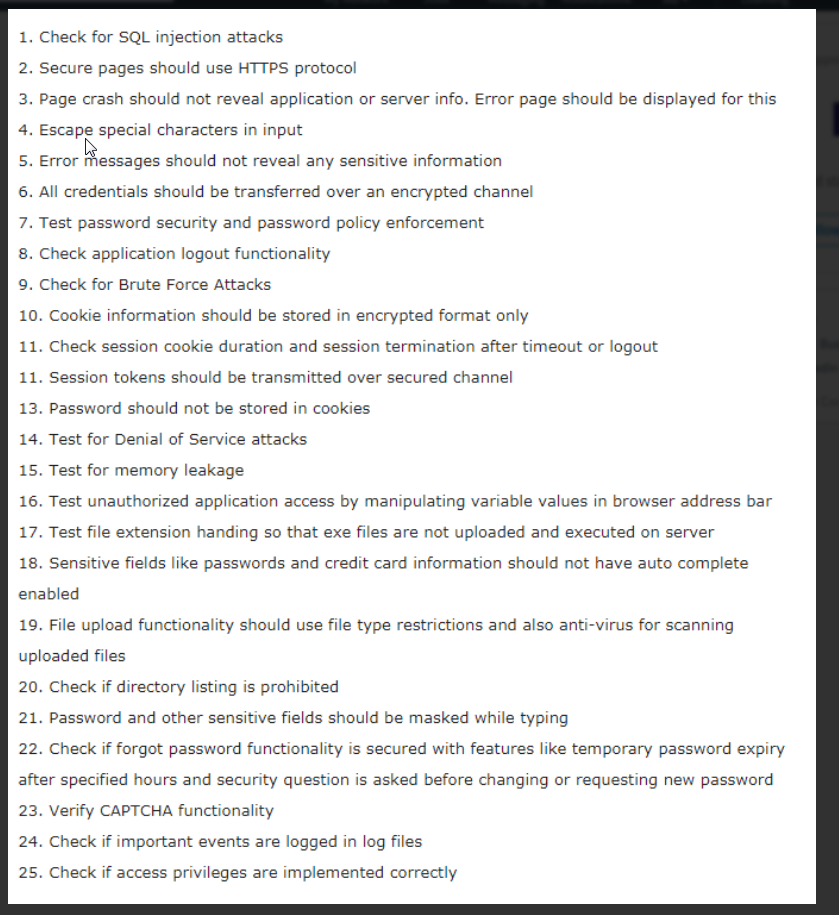 1. Check for SQL injection attacks
2. Secure pages should use HTTPS protocol
3. Page crash should not reveal application or server info. Error page should be displayed for this
4. Escape special characters in input
5. Error messages should not reveal any sensitive information
6. All credentials should be transferred over an encrypted channel
7. Test password security and password policy enforcement
8. Check application logout functionality
9. Check for Brute Force Attacks
10. Cookie information should be stored in encrypted format only
11. Check session cookie duration and session termination after timeout or logout
11. Session tokens should be transmitted over secured channel
13. Password should not be stored in cookies
14. Test for Denial of Service attacks
15. Test for memory leakage
16. Test unauthorized application access by manipulating variable values in browser address bar
17. Test file extension handing so that exe files are not uploaded and executed on server
18. Sensitive fields like passwords and credit card information should not have auto complete
enabled
19. File upload functionality should use file type restrictions and also anti-virus for scanning
uploaded files
20. Check if directory listing is prohibited
21. Password and other sensitive fields should be masked while typing
22. Check if forgot password functionality is secured with features like temporary password expiry
after specified hours and security question is asked before changing or requesting new password
23. Verify CAPTCHA functionality
24. Check if important events are logged in log files
25. Check if access privileges are implemented correctly